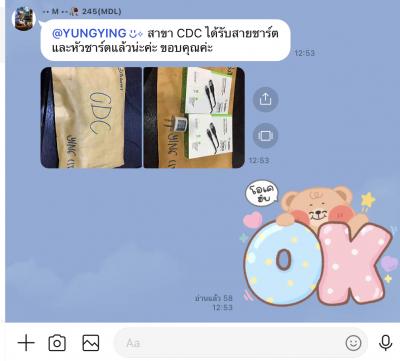 •• M •• 245(MDL)
@YUNGYING สาขา CDC ได้รับสายชาร์ต
และหัวชาร์ตแล้วน่ะค่ะ ขอบคุณค่ะ
12:53
CDC
12:53
โอเค
ฮับ
OK
อ่านแล้ว 58
12:53
Aa